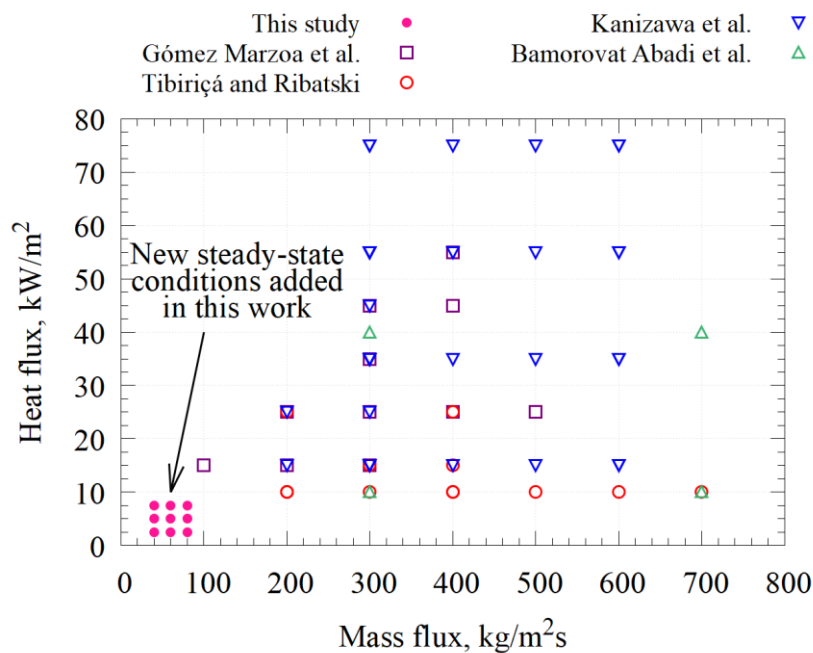 This study
Gómez Marzoa et al.
Tibiriçá and Ribatski
Kanizawa et al.
Bamorovat Abadi et al.
80
70
60
50
40
30
20
10
0
Heat flux, kW/m²
New steady-state
conditions added
in this work
0 100 200 300 400 500 600 700 800
Mass flux, kg/m²s